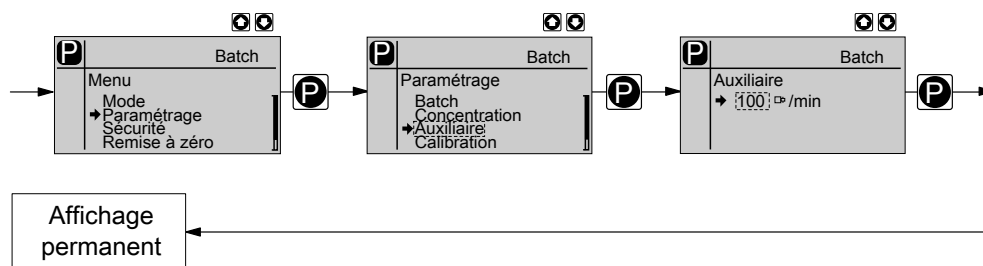 P Batch
Menu
Mode
Paramétrage
Sécurité
Remise à zéro
P
P Batch
Paramétrage
Batch
Concentration
Auxiliaire
Calibration
P
P Batch
Auxiliaire
100 /min
P
Affichage
permanent